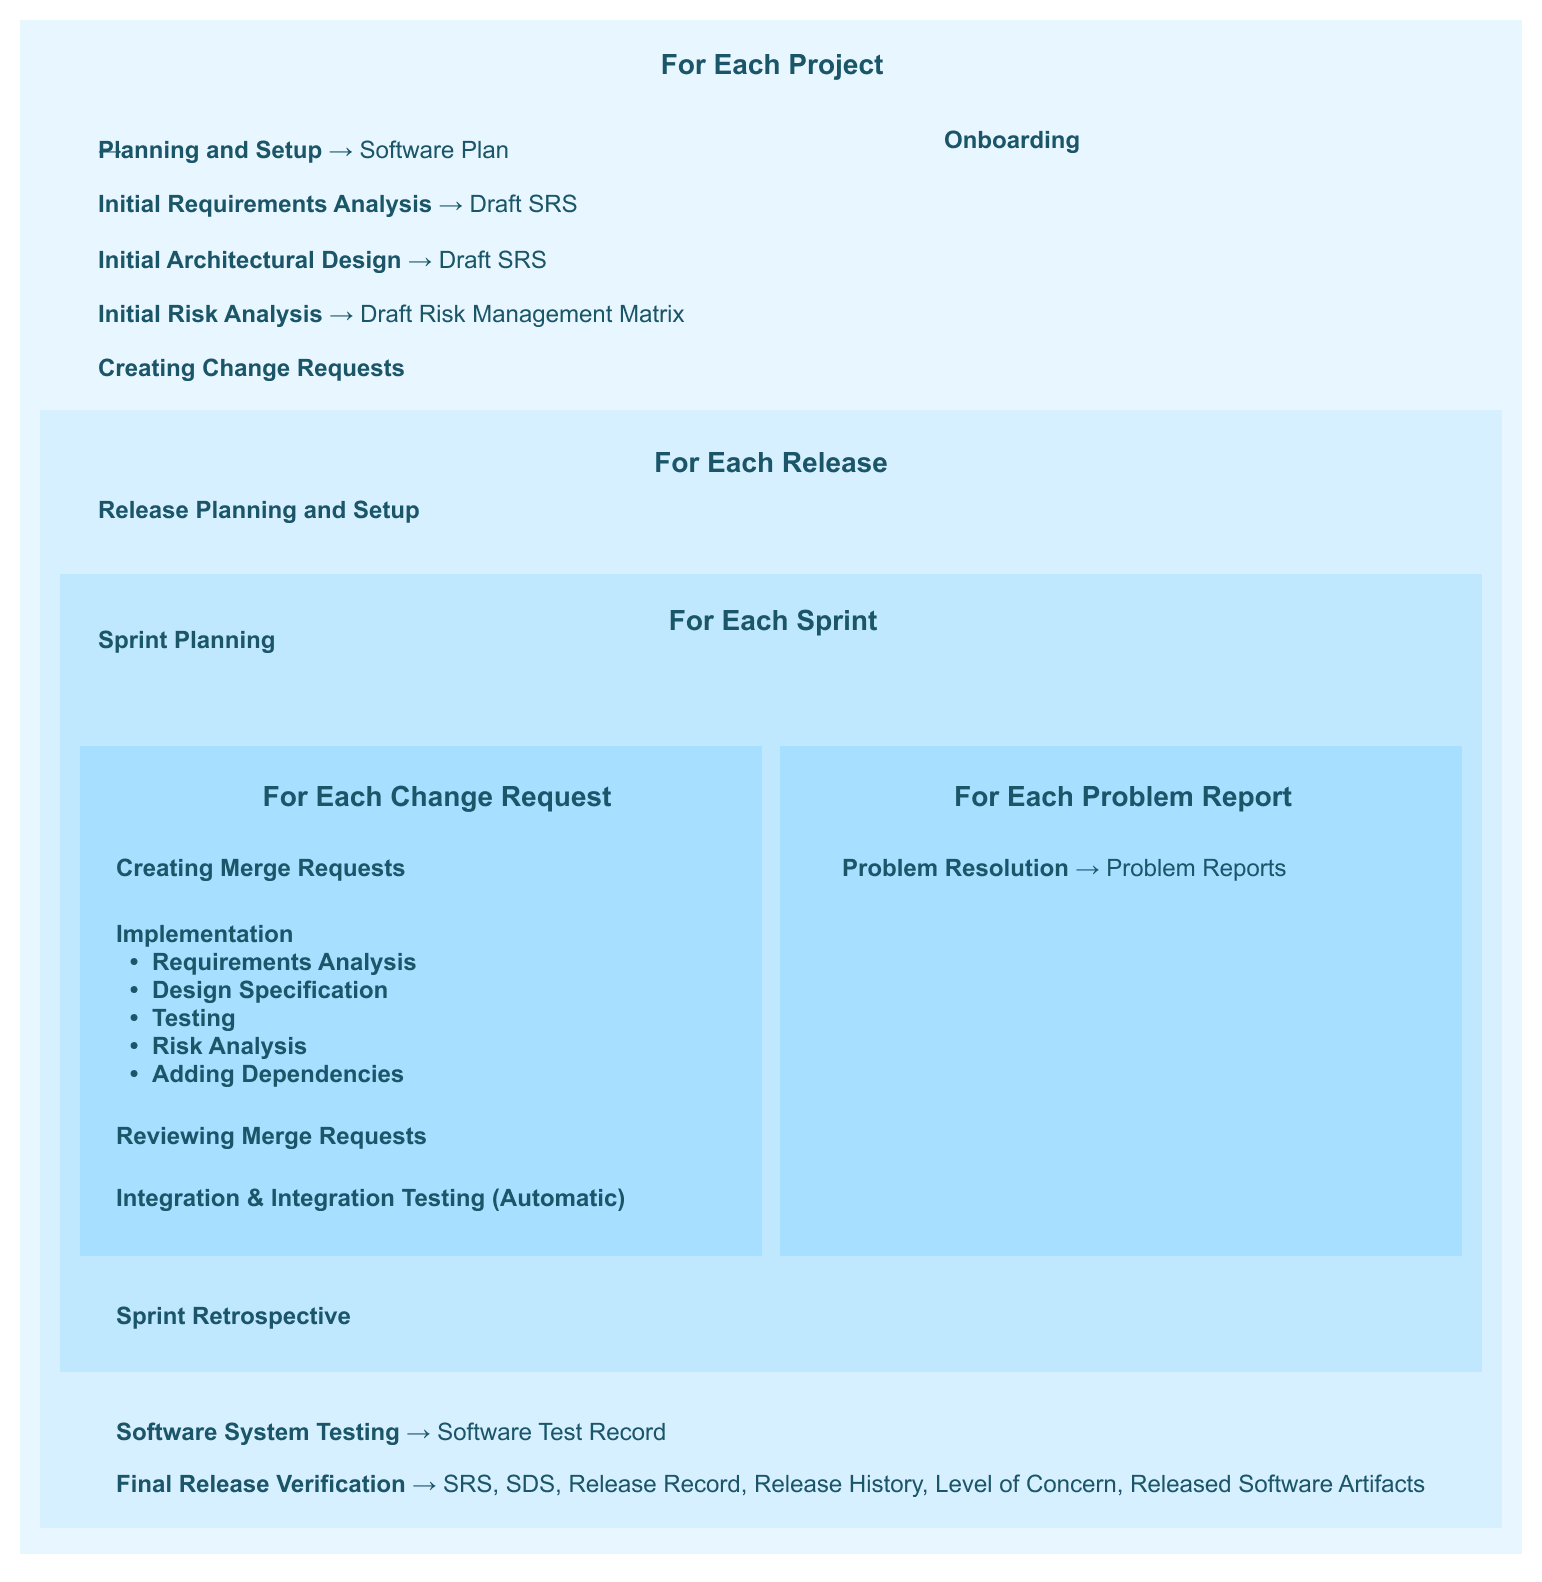 For Each Project
Planning and Setup → Software Plan
Onboarding
Initial Requirements Analysis → Draft SRS
Initial Architectural Design → Draft SRS
Initial Risk Analysis → Draft Risk Management Matrix
Creating Change Requests
For Each Release
Release Planning and Setup
For Each Sprint
Sprint Planning
For Each Change Request
Creating Merge Requests
Implementation
• Requirements Analysis
• Design Specification
• Testing
• Risk Analysis
• Adding Dependencies
Reviewing Merge Requests
Integration & Integration Testing (Automatic)
For Each Problem Report
Problem Resolution → Problem Reports
Sprint Retrospective
Software System Testing → Software Test Record
Final Release Verification → SRS, SDS, Release Record, Release History, Level of Concern, Released Software Artifacts